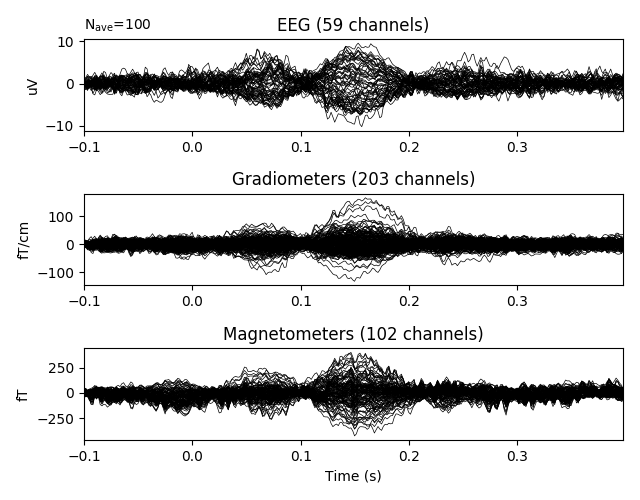 N_ave=100
EEG (59 channels)
10
0
−10
uV
−0.1 0.0 0.1 0.2 0.3
Gradiometers (203 channels)
100
0
−100
fT/cm
−0.1 0.0 0.1 0.2 0.3
Magnetometers (102 channels)
250
0
−250
fT
−0.1 0.0 0.1 0.2 0.3
Time (s)